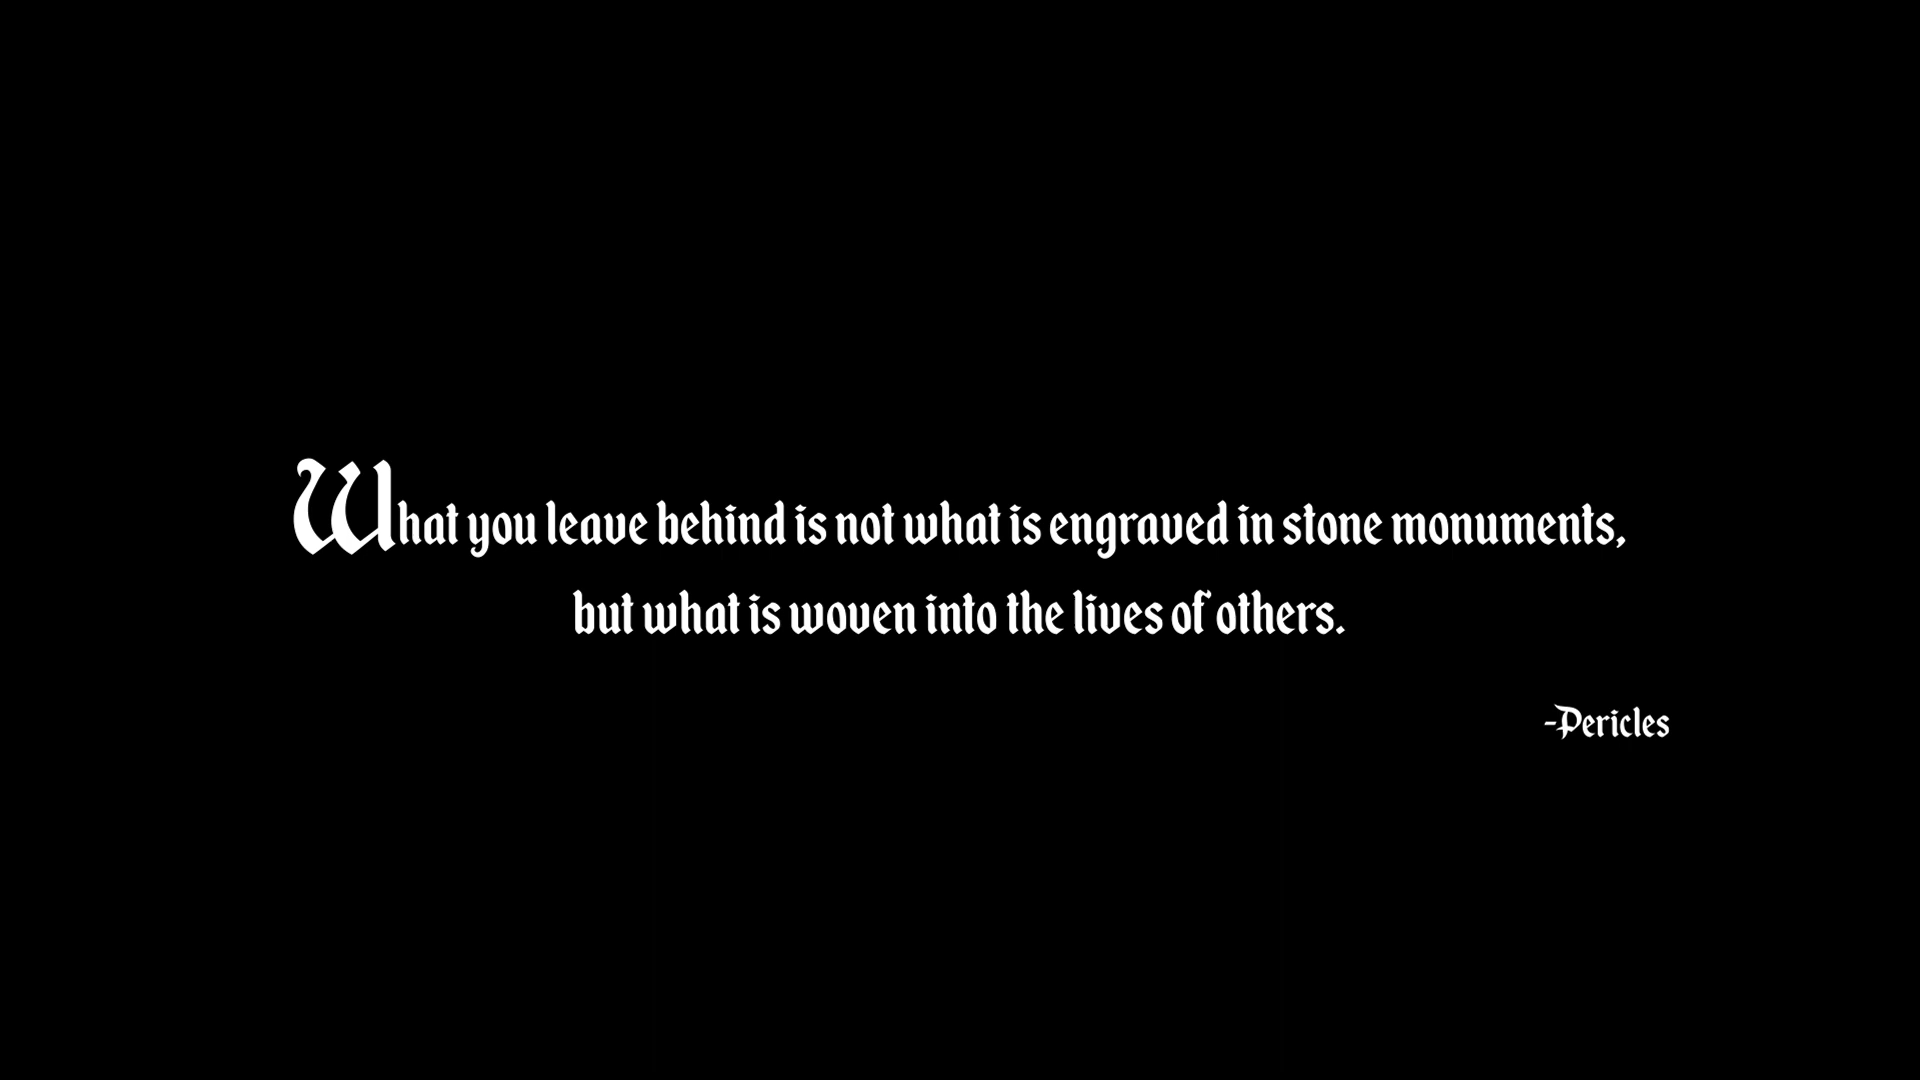 What you leave behind is not what is engraved in stone monuments,
but what is woven into the lives of others.
-Pericles